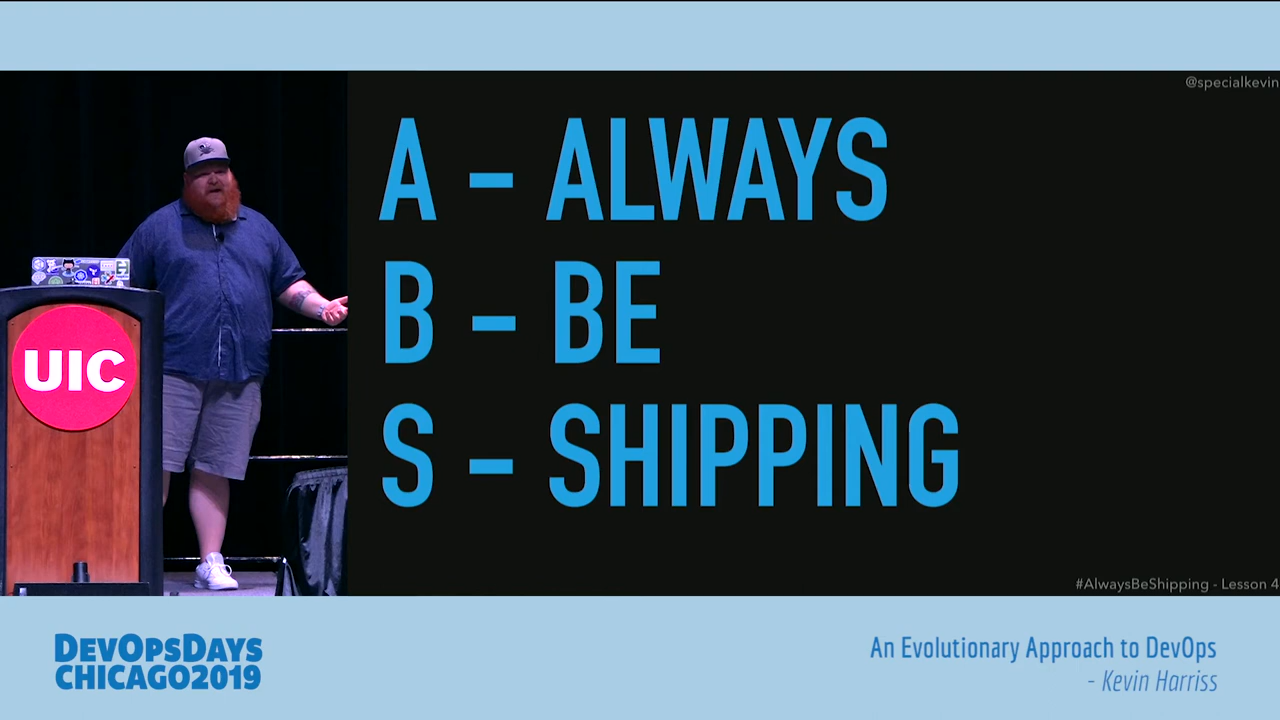 @specialkevin
A – ALWAYS
B – BE
S – SHIPPING
#AlwaysBeShipping - Lesson 4
UIC
DEVOPSDAYS
CHICAGO2019
An Evolutionary Approach to DevOps
- Kevin Harriss